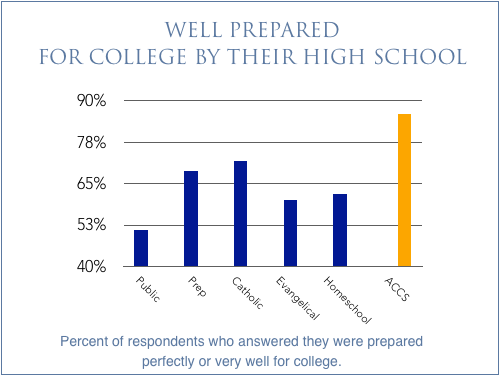 WELL PREPARED
FOR COLLEGE BY THEIR HIGH SCHOOL
90%
78%
65%
53%
40%
Public
Prep
Catholic
Evangelical
Homeschool
ACCS
Percent of respondents who answered they were prepared
perfectly or very well for college.